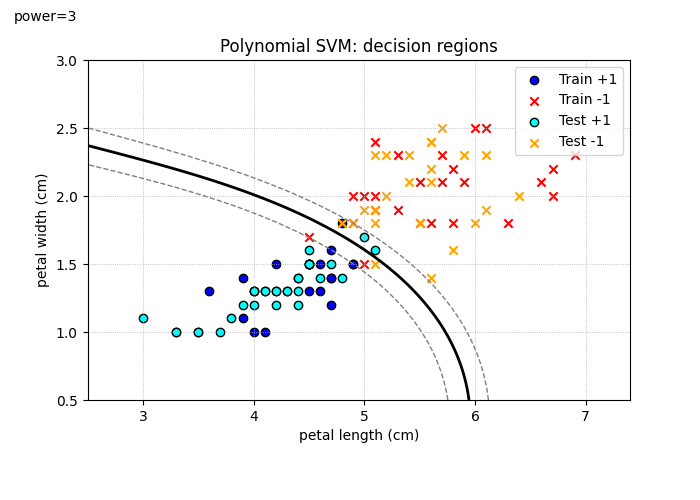 power=3
Polynomial SVM: decision regions
Train +1
Train -1
Test +1
Test -1
petal width (cm)
3.0
2.5
2.0
1.5
1.0
0.5
3 4 5 6 7
petal length (cm)